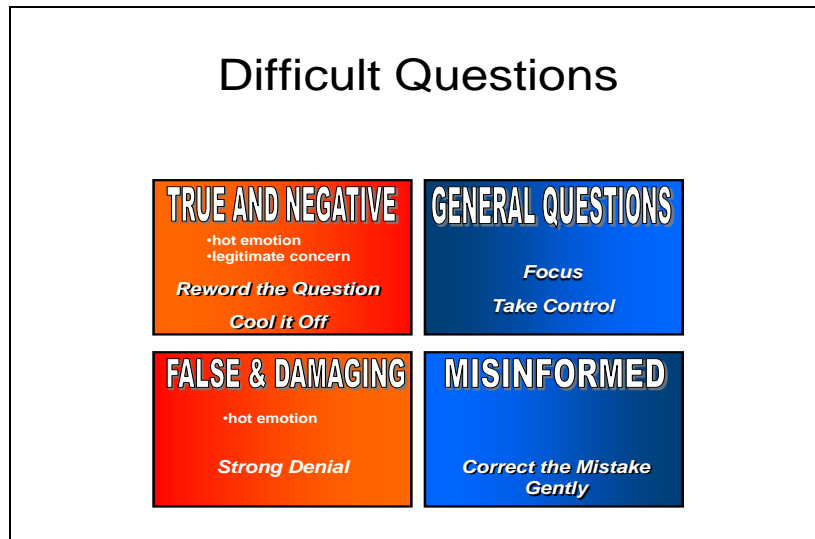 Difficult Questions
TRUE AND NEGATIVE
•hot emotion
•legitimate concern
Reword the Question
Cool it Off
GENERAL QUESTIONS
Focus
Take Control
FALSE & DAMAGING
•hot emotion
Strong Denial
MISINFORMED
Correct the Mistake
Gently